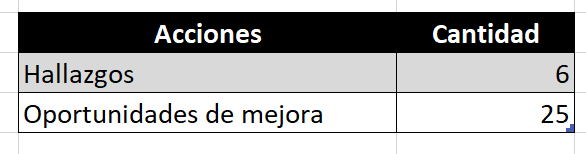 Acciones Cantidad
Hallazgos 6
Oportunidades de mejora 25